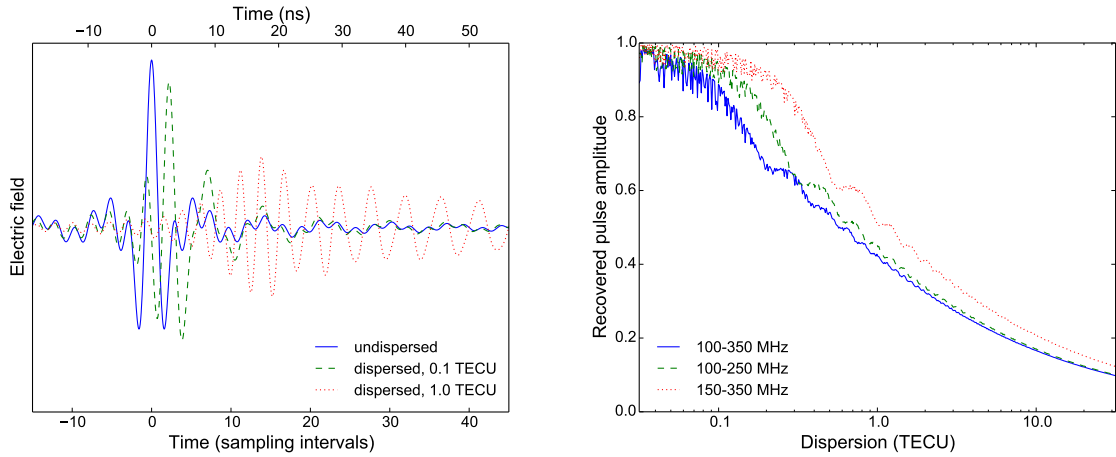 Time (ns)
−10 0 10 20 30 40 50
Electric field
undispersed
dispersed, 0.1 TECU
dispersed, 1.0 TECU
−10 0 10 20 30 40
Time (sampling intervals)
Recovered pulse amplitude
1.0
0.8
0.6
0.4
0.2
0.0
100-350 MHz
100-250 MHz
150-350 MHz
0.1 1.0 10.0
Dispersion (TECU)